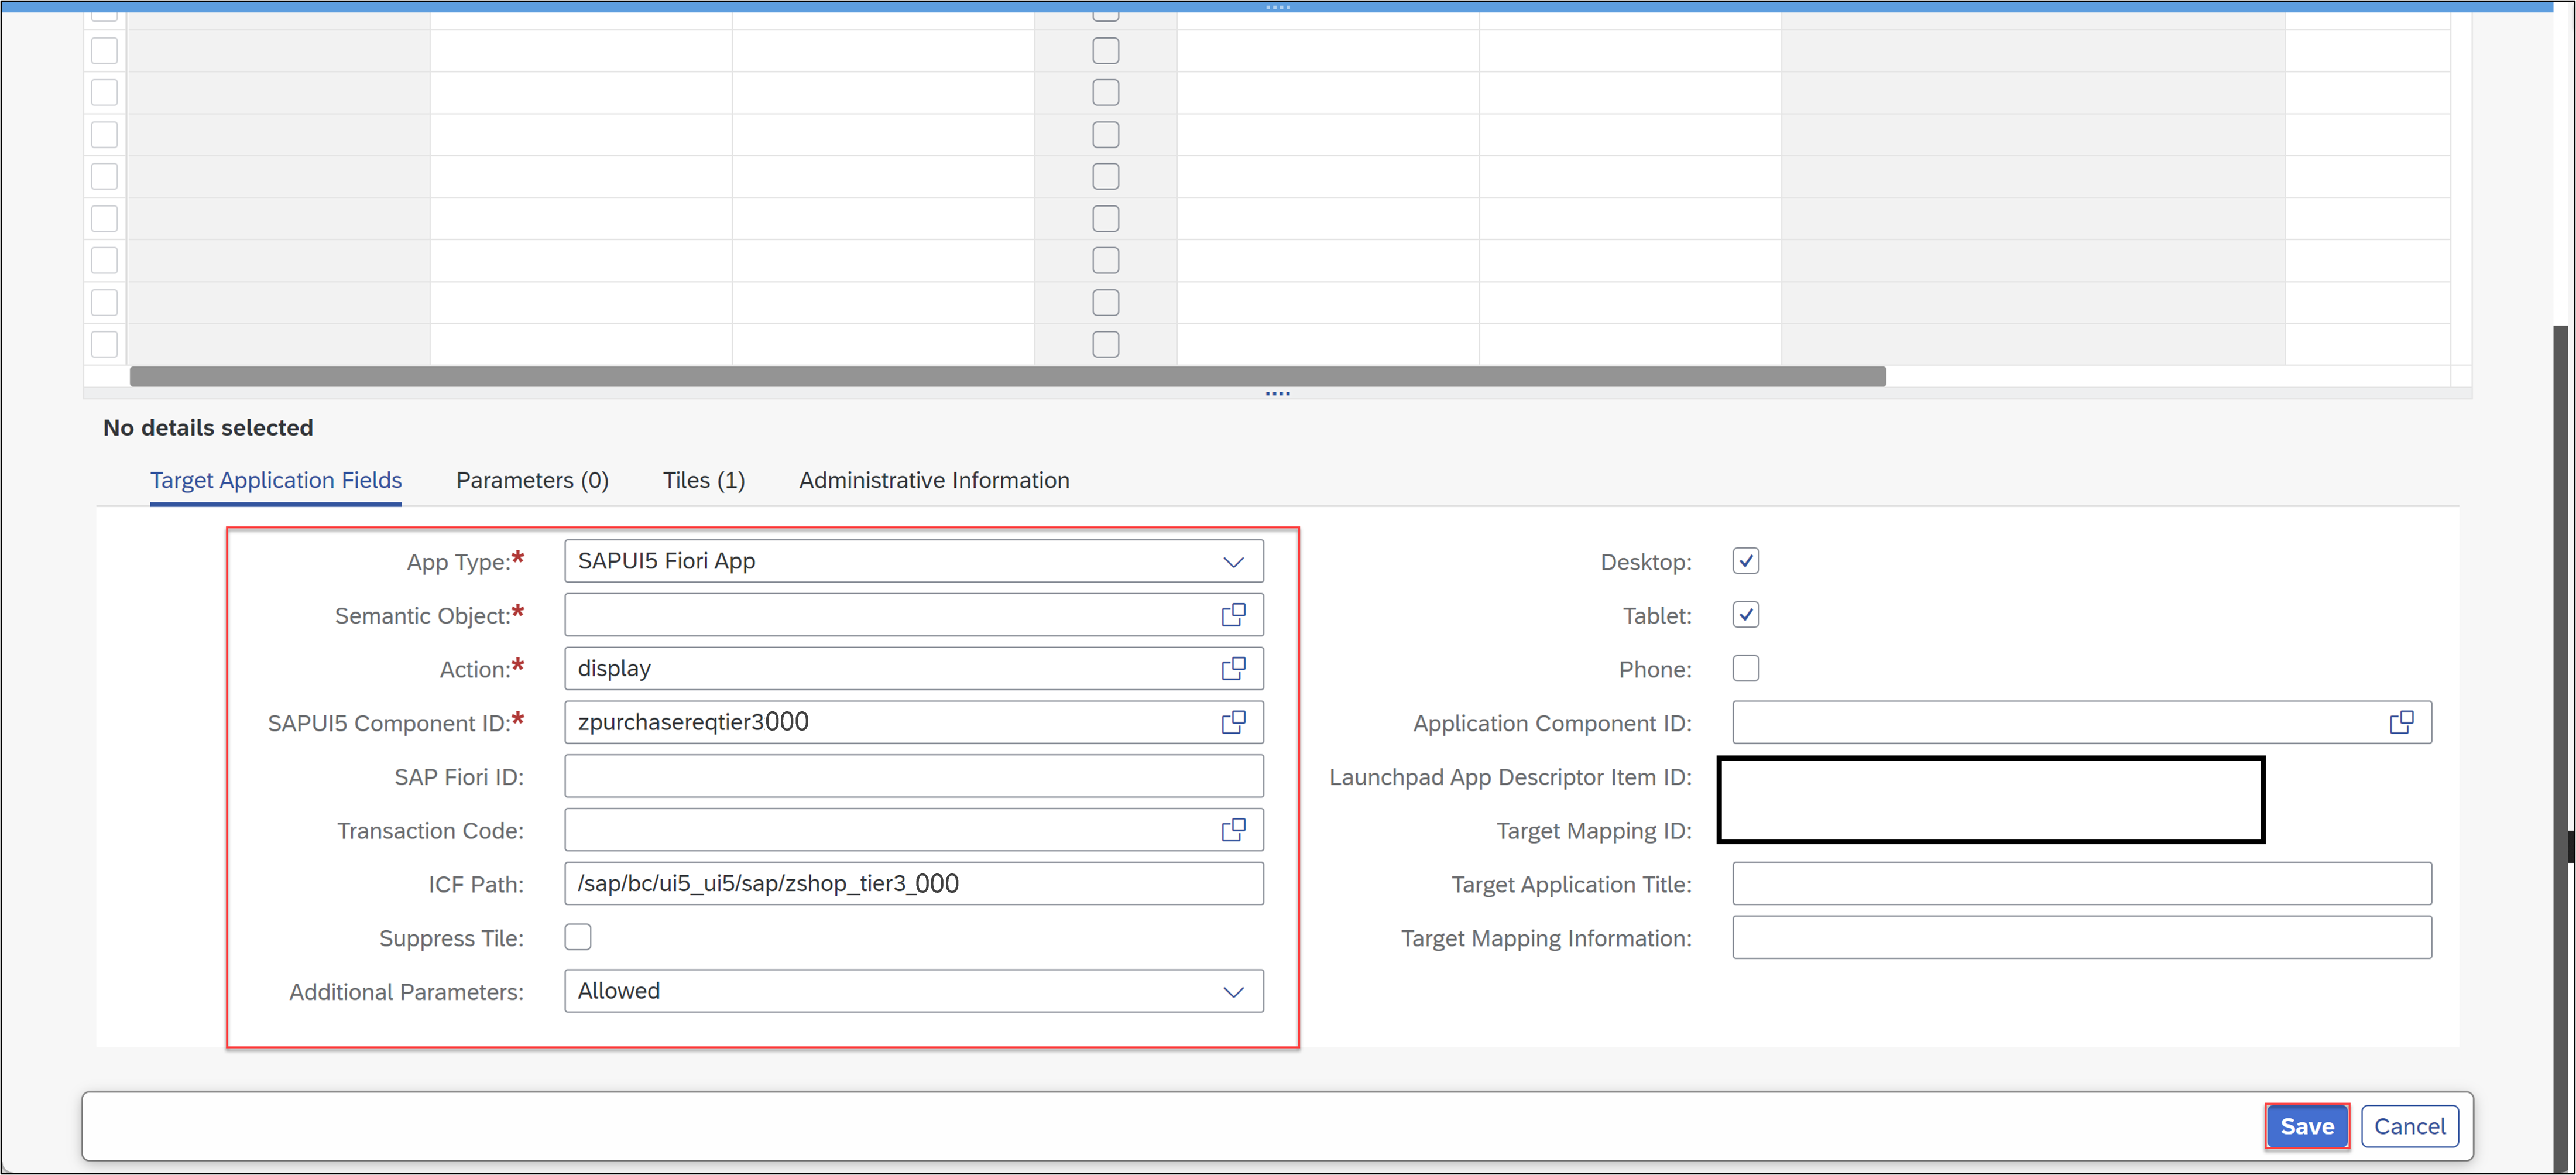 No details selected
Target Application Fields Parameters (0) Tiles (1) Administrative Information
App Type:* SAPUI5 Fiori App Desktop:
Semantic Object:* Tablet:
Action:* display Phone:
SAPUI5 Component ID:* zpurchasereqtier3000 Application Component ID:
SAP Fiori ID: Launchpad App Descriptor Item ID:
Transaction Code: Target Mapping ID:
ICF Path: /sap/bc/ui5_ui5/sap/zshop_tier3_000 Target Application Title:
Suppress Tile: Target Mapping Information:
Additional Parameters: Allowed
Save Cancel